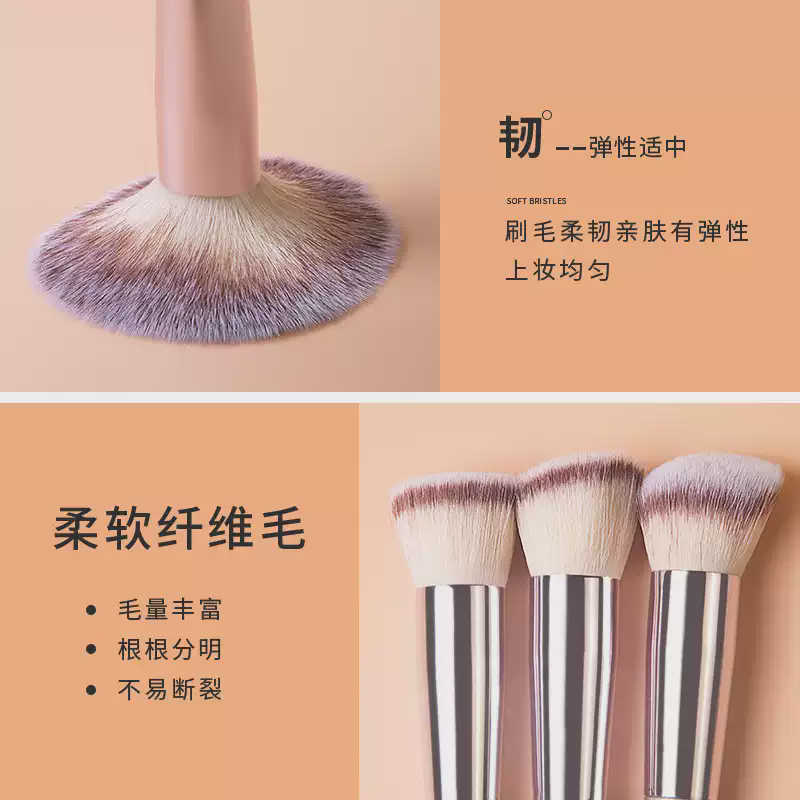 韧°--弹性适中
SOFT BRISTLES
刷毛柔韧亲肤有弹性
上妆均匀
柔软纤维毛
• 毛量丰富
• 根根分明
• 不易断裂